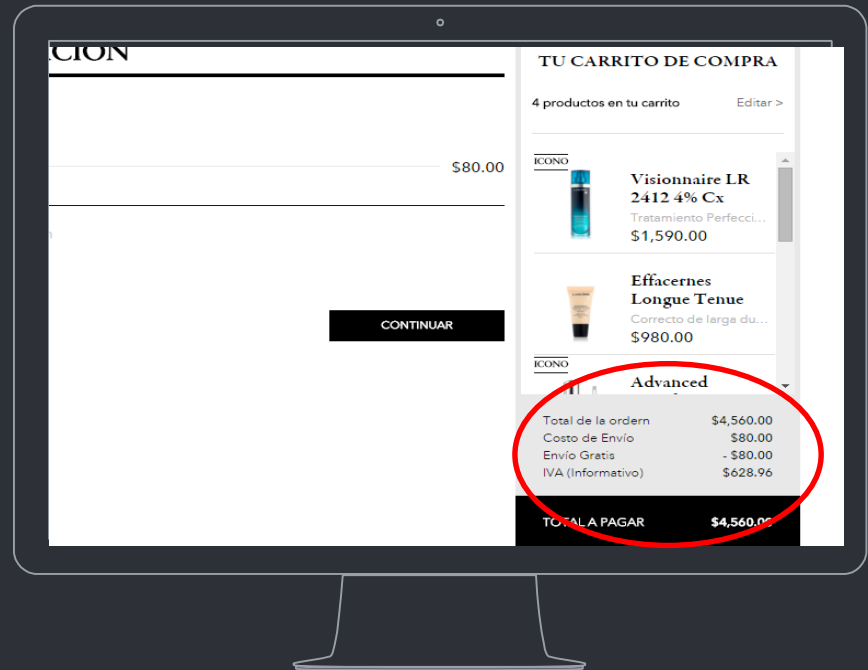 CIÓN
$80.00
CONTINUAR
TU CARRITO DE COMPRA
4 productos en tu carrito Editar >
ICONO
Visionnaire LR
2412 4% Cx
Tratamiento Perfecci...
$1,590.00
Effacernes
Longue Tenue
Correcto de larga du...
$980.00
ICONO
Advanced
Total de la ordern $4,560.00
Costo de Envío $80.00
Envío Gratis - $80.00
IVA (Informativo) $628.96
TOTAL A PAGAR $4,560.00